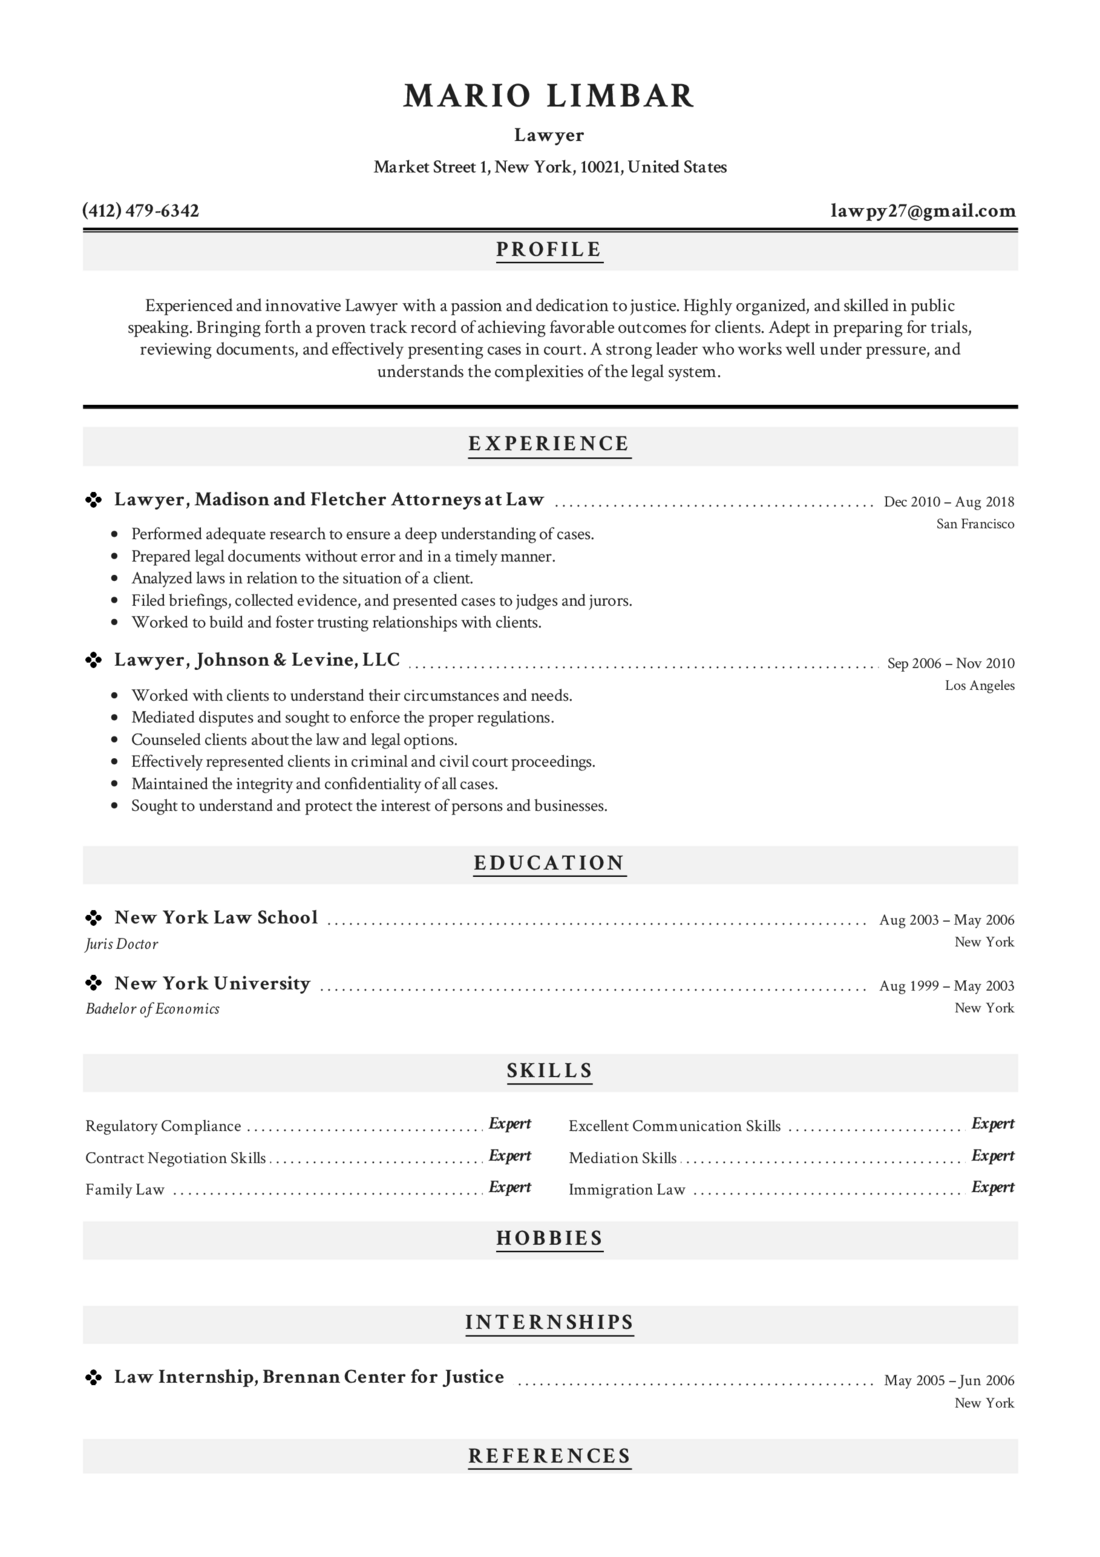 MARIO LIMBAR
Lawyer
Market Street 1, New York, 10021, United States
(412) 479-6342 lawpy27@gmail.com
PROFILE
Experienced and innovative Lawyer with a passion and dedication to justice. Highly organized, and skilled in public
speaking. Bringing forth a proven track record of achieving favorable outcomes for clients. Adept in preparing for trials,
reviewing documents, and effectively presenting cases in court. A strong leader who works well under pressure, and
understands the complexities of the legal system.
EXPERIENCE
Lawyer, Madison and Fletcher Attorneys at Law Dec 2010 – Aug 2018
San Francisco
• Performed adequate research to ensure a deep understanding of cases.
• Prepared legal documents without error and in a timely manner.
• Analyzed laws in relation to the situation of a client.
• Filed briefings, collected evidence, and presented cases to judges and jurors.
• Worked to build and foster trusting relationships with clients.
Lawyer, Johnson & Levine, LLC Sep 2006 – Nov 2010
Los Angeles
• Worked with clients to understand their circumstances and needs.
• Mediated disputes and sought to enforce the proper regulations.
• Counseled clients about the law and legal options.
• Effectively represented clients in criminal and civil court proceedings.
• Maintained the integrity and confidentiality of all cases.
• Sought to understand and protect the interest of persons and businesses.
EDUCATION
New York Law School Aug 2003 – May 2006
Juris Doctor New York
New York University Aug 1999 – May 2003
Bachelor of Economics New York
SKILLS
Regulatory Compliance Expert Excellent Communication Skills Expert
Contract Negotiation Skills Expert Mediation Skills Expert
Family Law Expert Immigration Law Expert
HOBBIES
INTERNSHIPS
Law Internship, Brennan Center for Justice May 2005 – Jun 2006
New York
REFERENCES